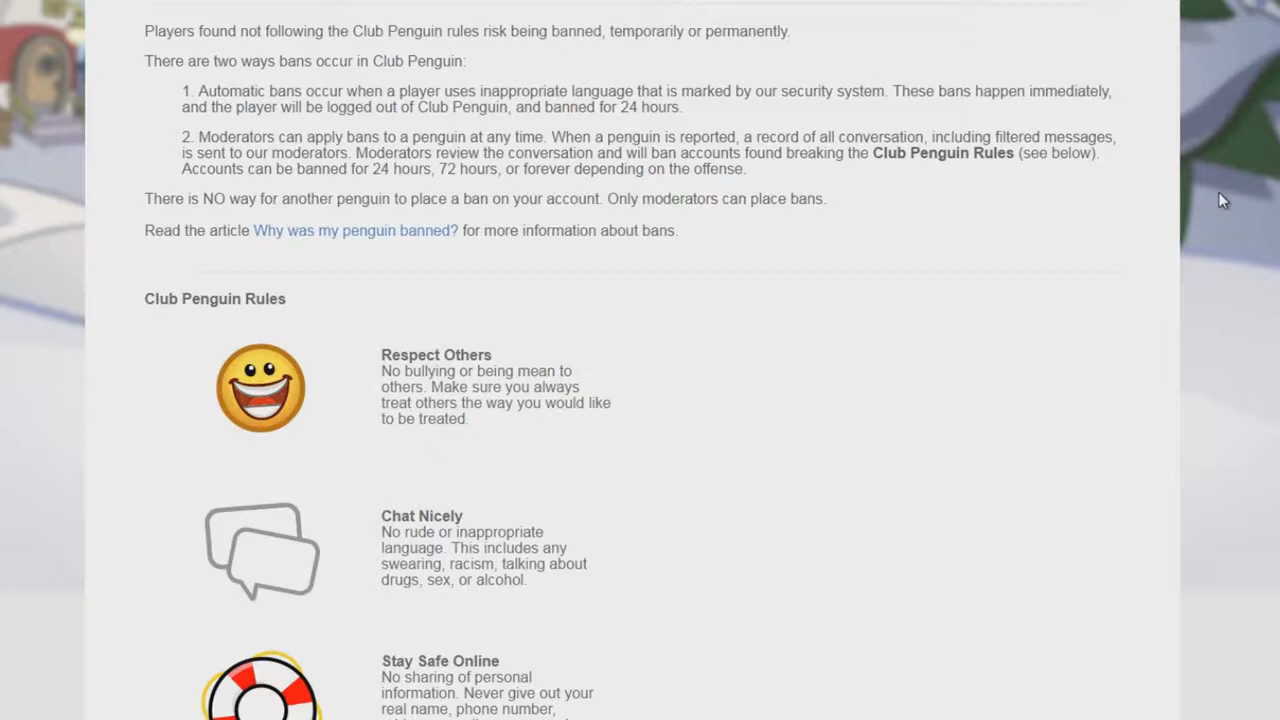 Players found not following the Club Penguin rules risk being banned, temporarily or permanently.
There are two ways bans occur in Club Penguin:
1. Automatic bans occur when a player uses inappropriate language that is marked by our security system. These bans happen immediately,
and the player will be logged out of Club Penguin, and banned for 24 hours.
2. Moderators can apply bans to a penguin at any time. When a penguin is reported, a record of all conversation, including filtered messages,
is sent to our moderators. Moderators review the conversation and will ban accounts found breaking the Club Penguin Rules (see below).
Accounts can be banned for 24 hours, 72 hours, or forever depending on the offense.
There is NO way for another penguin to place a ban on your account. Only moderators can place bans.
Read the article Why was my penguin banned? for more information about bans.
Club Penguin Rules
Respect Others
No bullying or being mean to
others. Make sure you always
treat others the way you would like
to be treated.
Chat Nicely
No rude or inappropriate
language. This includes any
swearing, racism, talking about
drugs, sex, or alcohol.
Stay Safe Online
No sharing of personal
information. Never give out your
real name, phone number,